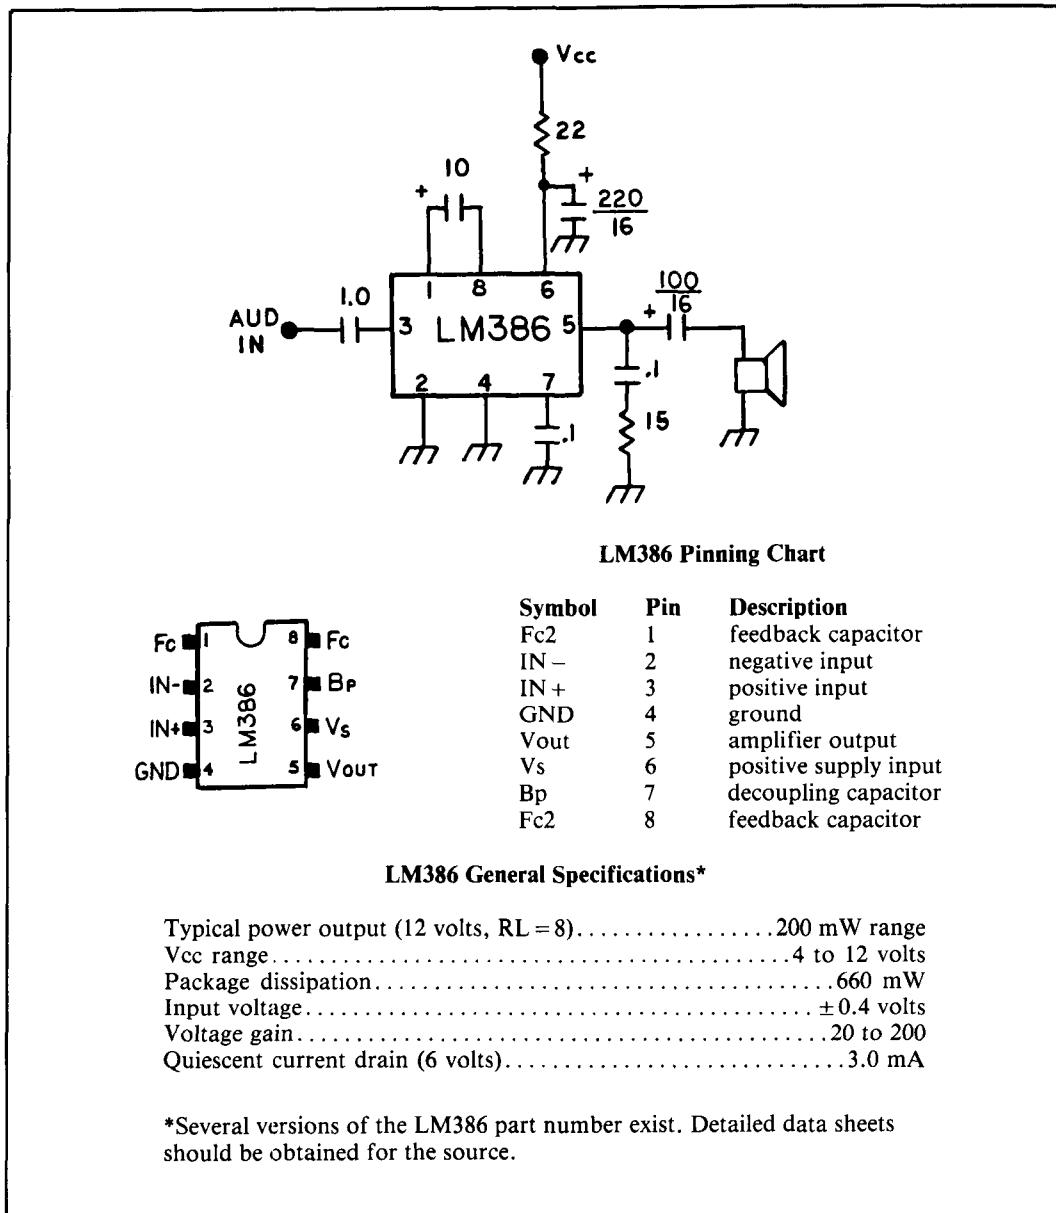 Vcc
22
10
+
+
220
16
1.0
AUD
IN
1
8
6
3
LM386
5
+
100
16
2
4
7
.1
.1
15
LM386 Pinning Chart
Symbol Pin Description
Fc2 1 feedback capacitor
IN− 2 negative input
IN+ 3 positive input
GND 4 ground
Vout 5 amplifier output
Vs 6 positive supply input
Bp 7 decoupling capacitor
Fc2 8 feedback capacitor
Fc 1 8 Fc
IN- 2 7 Bp
IN+ 3 6 Vs
GND 4 5 VOUT
LM386
LM386 General Specifications*
Typical power output (12 volts, RL = 8).................200 mW range
Vcc range............................................4 to 12 volts
Package dissipation.......................................660 mW
Input voltage...........................................±0.4 volts
Voltage gain............................................20 to 200
Quiescent current drain (6 volts).............................3.0 mA
*Several versions of the LM386 part number exist. Detailed data sheets
should be obtained for the source.